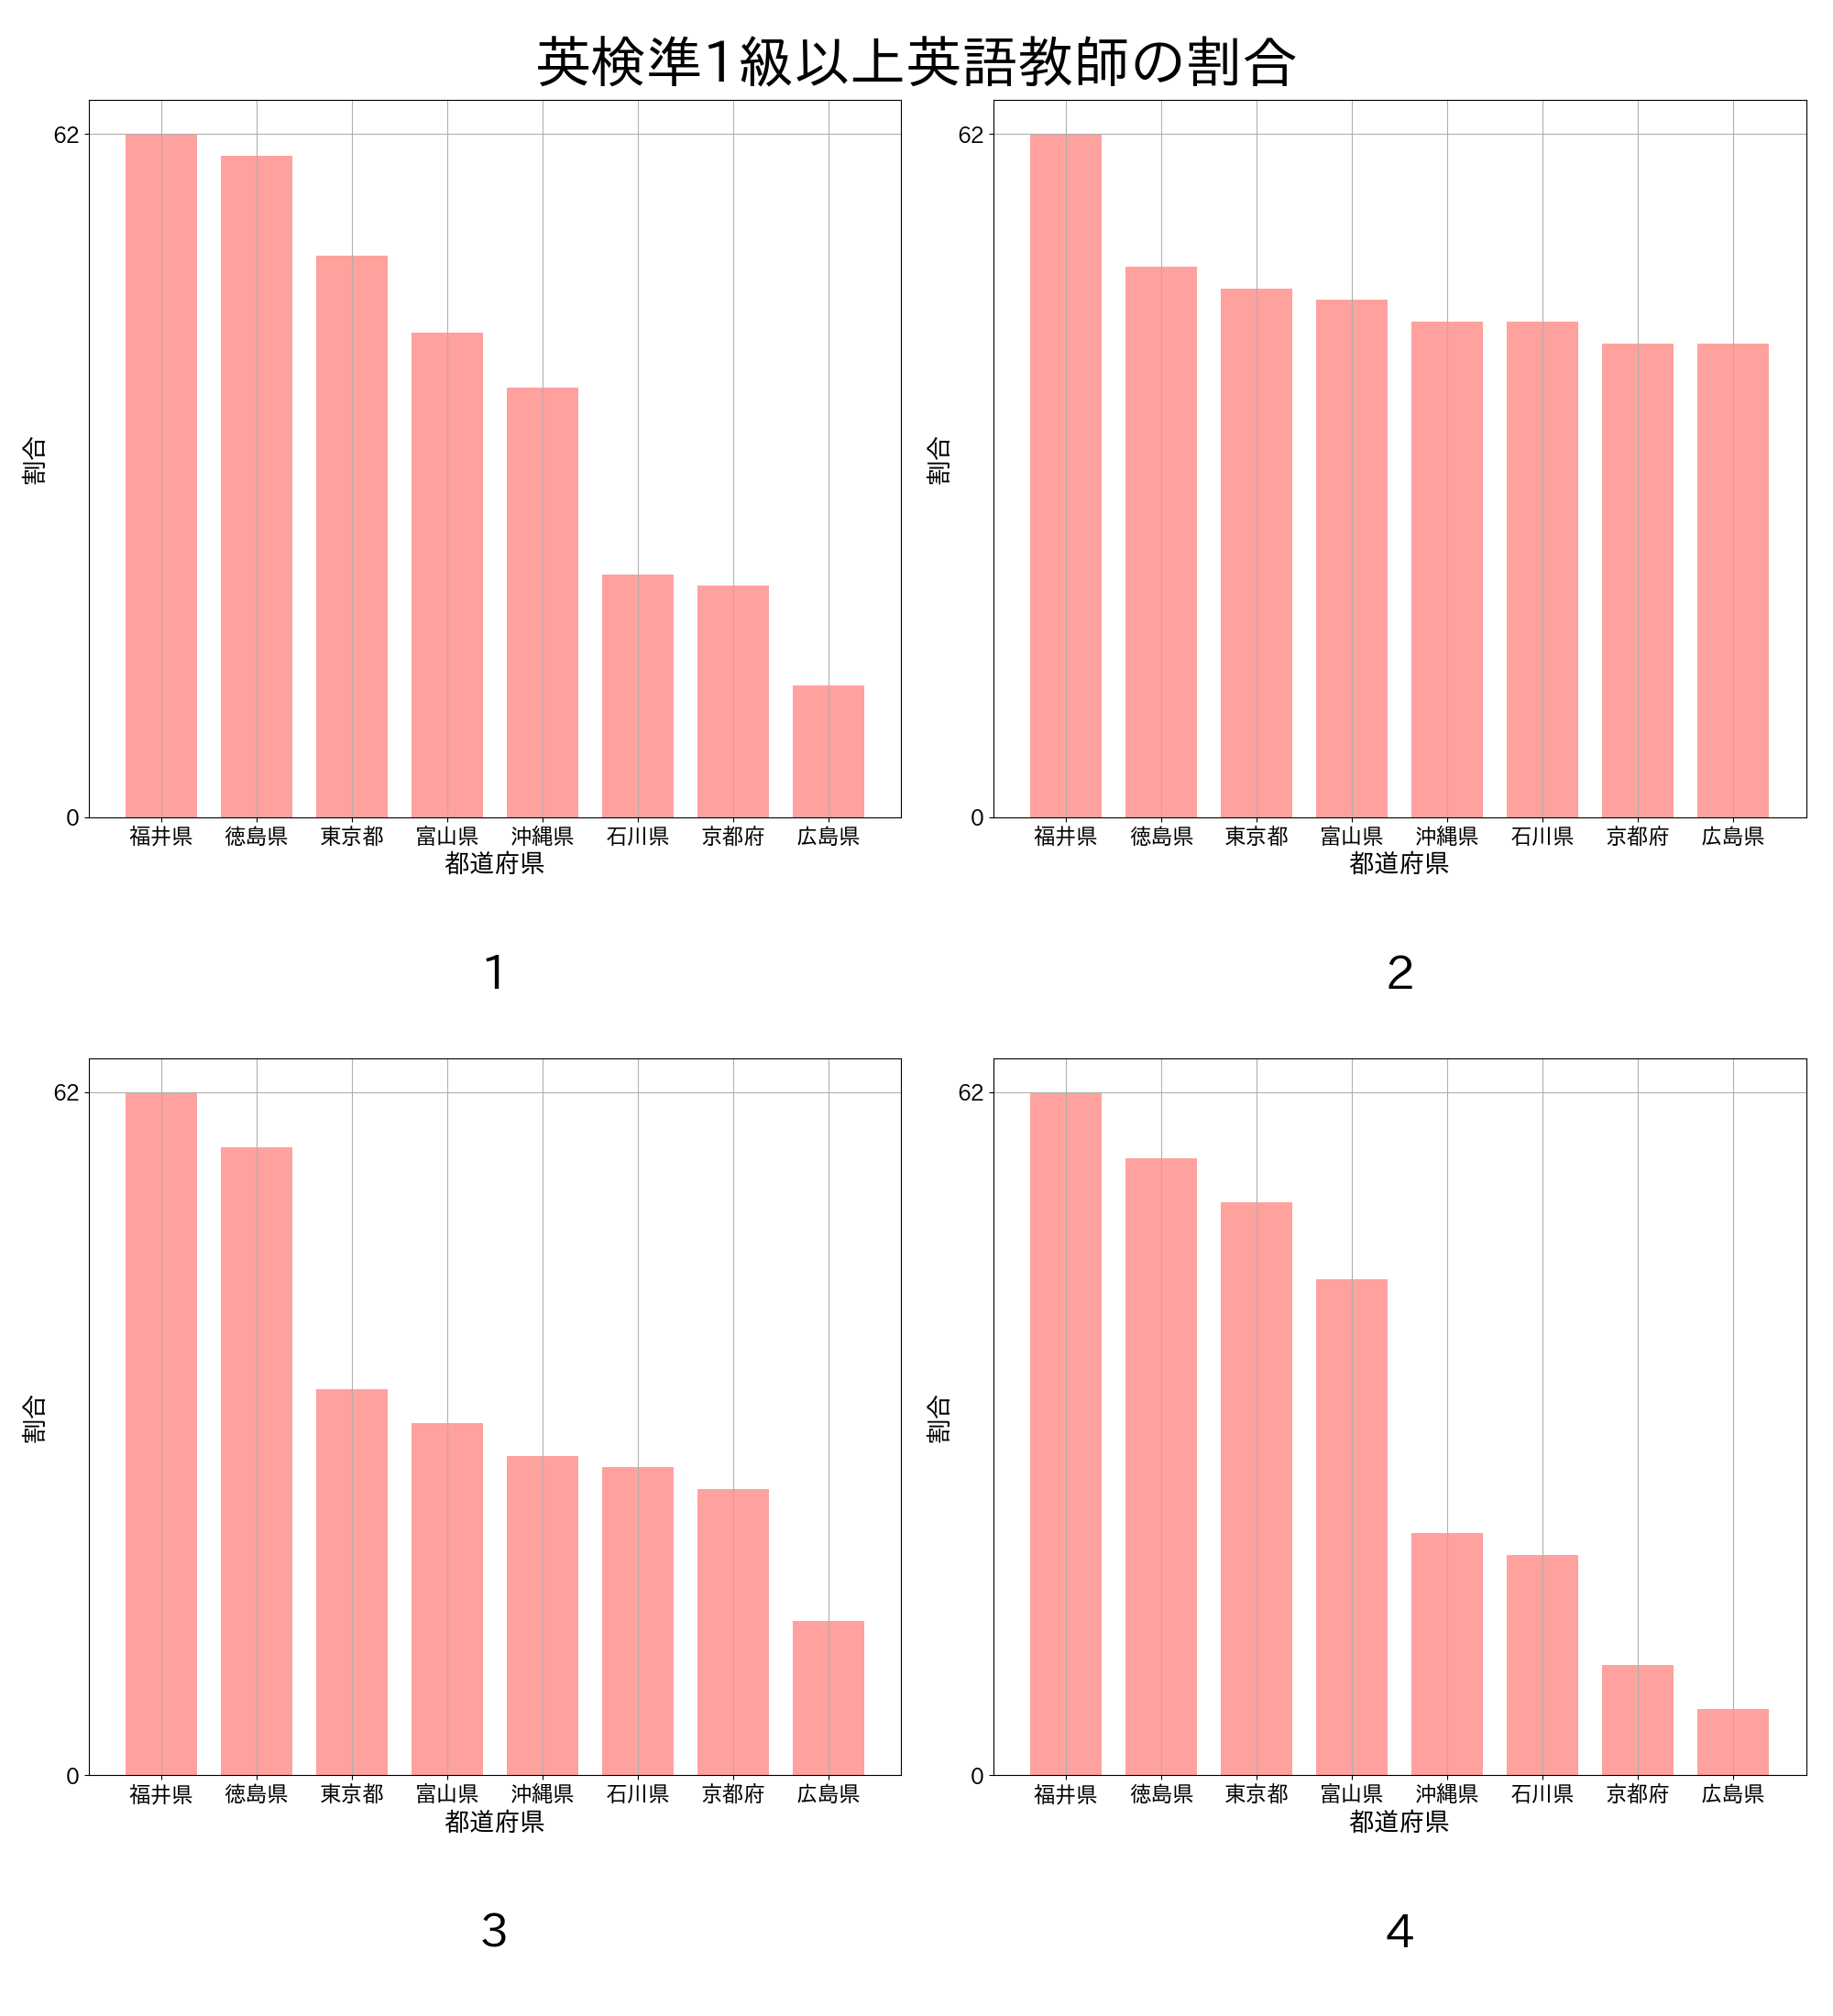 英検準1級以上英語教師の割合
62
0
割合
福井県 徳島県 東京都 富山県 沖縄県 石川県 京都府 広島県
都道府県
1
62
0
割合
福井県 徳島県 東京都 富山県 沖縄県 石川県 京都府 広島県
都道府県
2
62
0
割合
福井県 徳島県 東京都 富山県 沖縄県 石川県 京都府 広島県
都道府県
3
62
0
割合
福井県 徳島県 東京都 富山県 沖縄県 石川県 京都府 広島県
都道府県
4